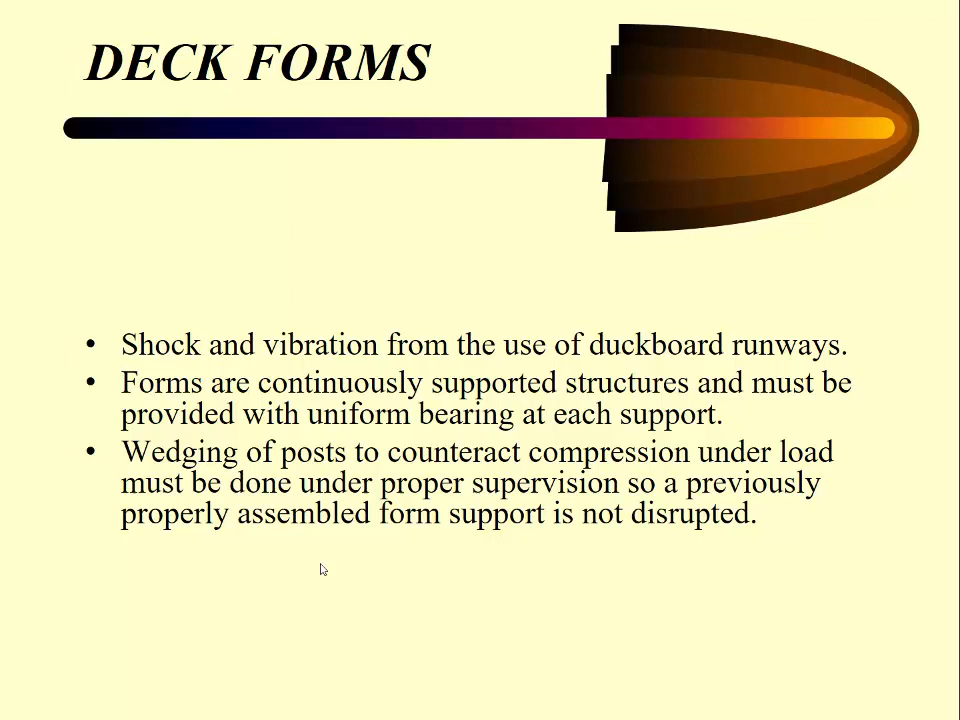 DECK FORMS
• Shock and vibration from the use of duckboard runways.
• Forms are continuously supported structures and must be
provided with uniform bearing at each support.
• Wedging of posts to counteract compression under load
must be done under proper supervision so a previously
properly assembled form support is not disrupted.